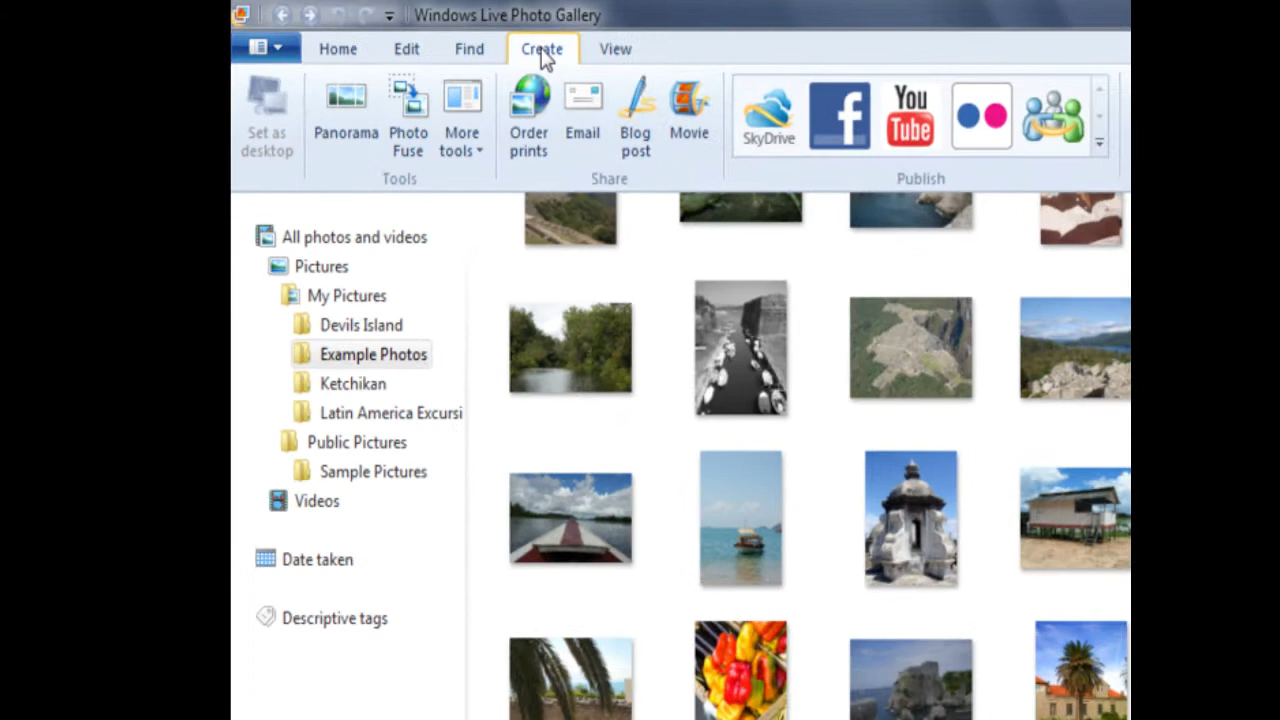 Windows Live Photo Gallery
Home Edit Find Create View
Set as desktop
Panorama
Photo Fuse
More tools
Order prints
Email
Blog post
Movie
SkyDrive
f
You Tube
Tools Share Publish
All photos and videos
Pictures
My Pictures
Devils Island
Example Photos
Ketchikan
Latin America Excursi
Public Pictures
Sample Pictures
Videos
Date taken
Descriptive tags